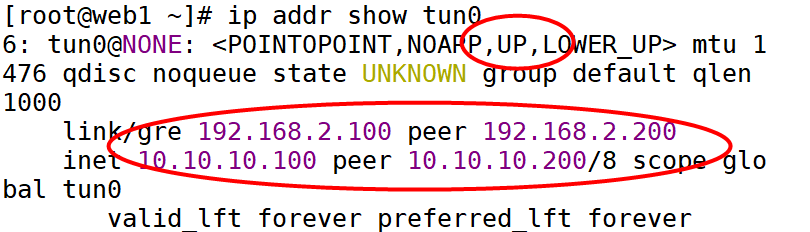 [root@web1 ~]# ip addr show tun0
6: tun0@NONE: <POINTOPOINT,NOARP,UP,LOWER_UP> mtu 1
476 qdisc noqueue state UNKNOWN group default qlen
1000
    link/gre 192.168.2.100 peer 192.168.2.200
    inet 10.10.10.100 peer 10.10.10.200/8 scope glo
bal tun0
       valid_lft forever preferred_lft forever